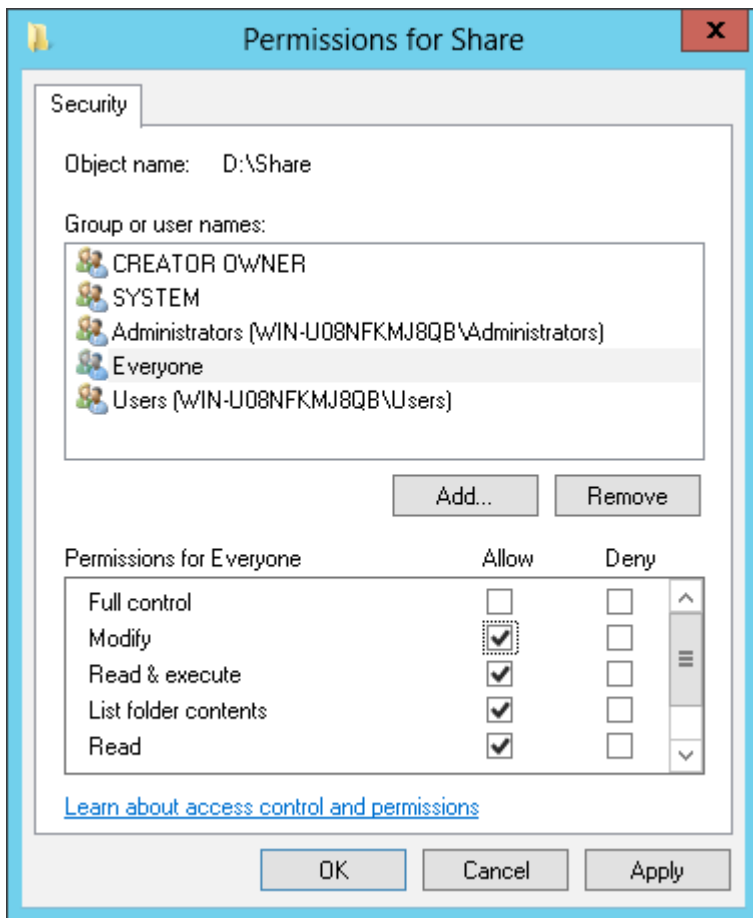 Permissions for Share
x
Security
Object name: D:\Share
Group or user names:
CREATOR OWNER
SYSTEM
Administrators (WIN-U08NFKMJ8QB\Administrators)
Everyone
Users (WIN-U08NFKMJ8QB\Users)
Add... Remove
Permissions for Everyone Allow Deny
Full control
Modify
Read & execute
List folder contents
Read
Learn about access control and permissions
OK Cancel Apply